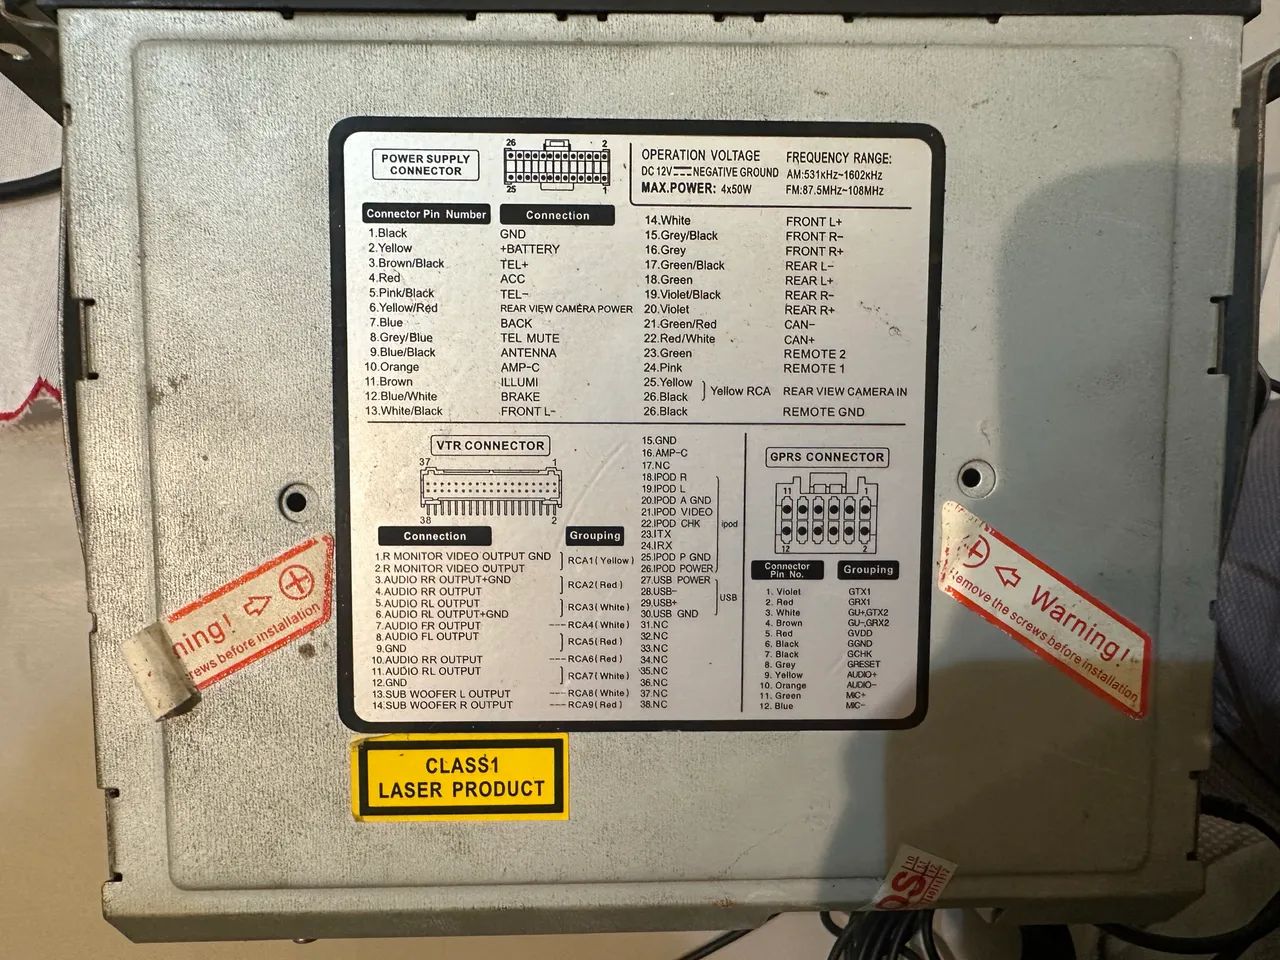 POWER SUPPLY
CONNECTOR
26 2
25 1
OPERATION VOLTAGE
DC 12V NEGATIVE GROUND
MAX.POWER: 4x50W
FREQUENCY RANGE:
AM:531KHz~1602KHz
FM:87.5MHz~108MHz
Connector Pin Number Connection
1.Black GND
2.Yellow +BATTERY
3.Brown/Black TEL+
4.Red ACC
5.Pink/Black TEL-
6.Yellow/Red REAR VIEW CAMERA POWER
7.Blue BACK
8.Grey/Blue TEL MUTE
9.Blue/Black ANTENNA
10.Orange AMP-C
11.Brown ILLUMI
12.Blue/White BRAKE
13.White/Black FRONT L-
14.White FRONT L+
15.Grey/Black FRONT R-
16.Grey FRONT R+
17.Green/Black REAR L-
18.Green REAR L+
19.Violet/Black REAR R-
20.Violet REAR R+
21.Green/Red CAN-
22.Red/White CAN+
23.Green REMOTE 2
24.Pink REMOTE 1
25.Yellow
26.Black
Yellow RCA REAR VIEW CAMERA IN
26.Black REMOTE GND
VTR CONNECTOR
37 1
38 2
Connection Grouping
1.R MONITOR VIDEO OUTPUT GND
2.R MONITOR VIDEO OUTPUT
RCA1(Yellow)
3.AUDIO RR OUTPUT+GND
4.AUDIO RR OUTPUT
RCA2(Red)
5.AUDIO RL OUTPUT
6.AUDIO RL OUTPUT+GND
RCA3(White)
7.AUDIO FR OUTPUT ---RCA4(White)
8.AUDIO FL OUTPUT
9.GND
RCA5(Red)
10.AUDIO RR OUTPUT ---RCA6(Red)
11.AUDIO RL OUTPUT
12.GND
RCA7(White)
13.SUB WOOFER L OUTPUT ---RCA8(White)
14.SUB WOOFER R OUTPUT ---RCA9(Red)
15.GND
16.AMP-C
17.NC
18.IPOD R
19.IPOD L
20.IPOD A GND
21.IPOD VIDEO
22.IPOD CHK
23.ITX
24.IRX
25.IPOD P GND
26.IPOD POWER
ipod
27.USB POWER
28.USB-
29.USB+
30.USB GND
USB
31.NC
32.NC
33.NC
34.NC
35.NC
36.NC
37.NC
38.NC
GPRS CONNECTOR
11 1
12 2
Connector
Pin No.
Grouping
1. Violet GTX1
2. Red GRX1
3. White GU+,GTX2
4. Brown GU-,GRX2
5. Red GVDD
6. Black GGND
7. Black GCHK
8. Grey GRESET
9. Yellow AUDIO+
10. Orange AUDIO-
11. Green MIC+
12. Blue MIC-
ning!
rews before installation
Warning!
emove the screws before installation
CLASS1
LASER PRODUCT